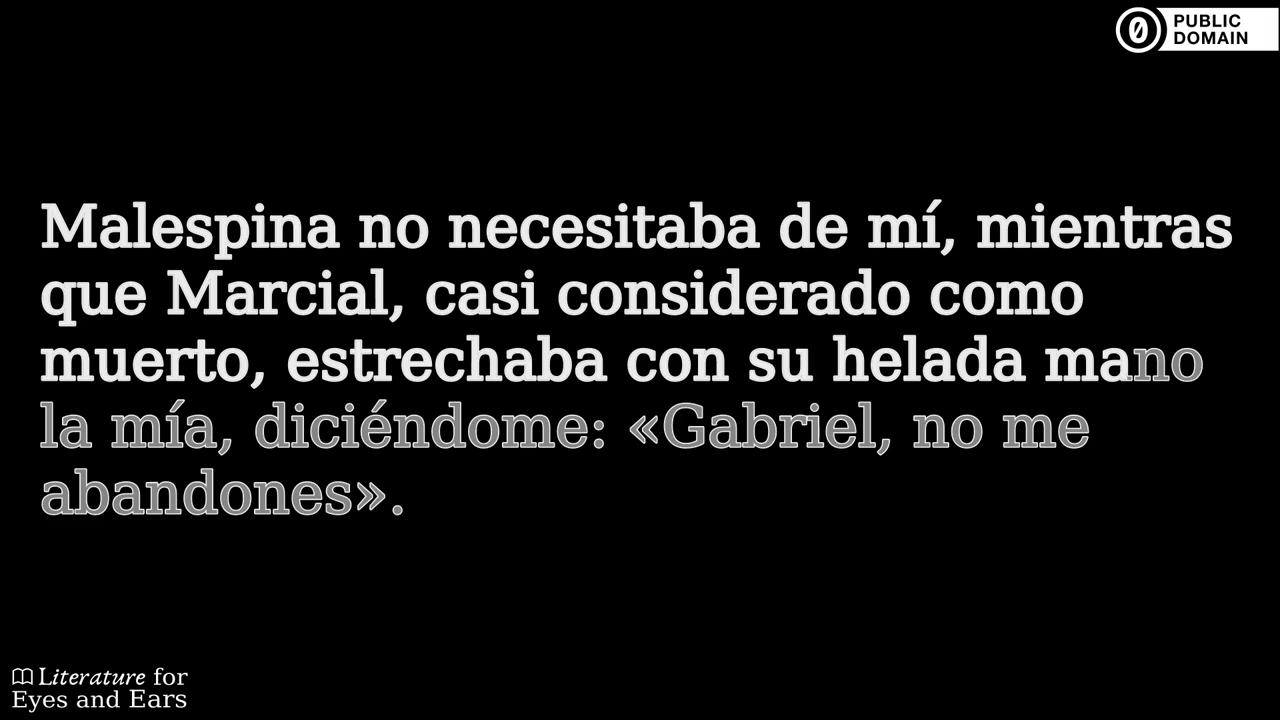 PUBLIC
DOMAIN
Malespina no necesitaba de mí, mientras
que Marcial, casi considerado como
muerto, estrechaba con su helada mano
la mía, diciéndome: «Gabriel, no me
abandones».
Literature for
Eyes and Ears